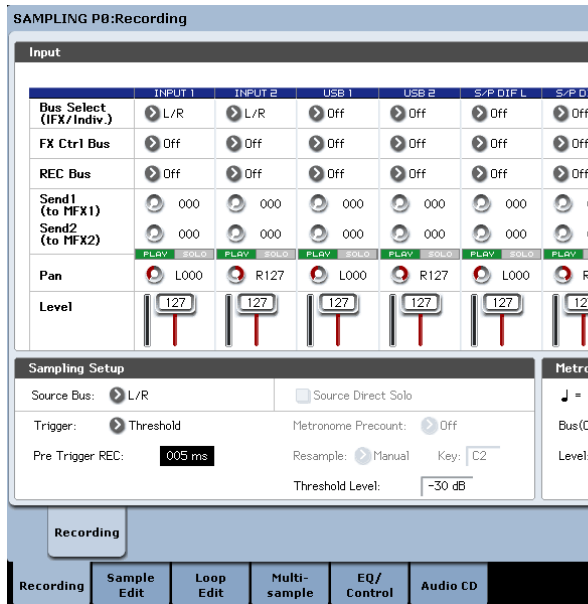 SAMPLING P0:Recording
Input
INPUT 1 INPUT 2 USB 1 USB 2 S/P DIF L
Bus Select (IFX/Indiv.) L/R L/R Off Off Off Off
FX Ctrl Bus Off Off Off Off Off Off
REC Bus Off Off Off Off Off Off
Send1 (to MFX1) 000 000 000 000 000
Send2 (to MFX2) 000 000 000 000 000
PLAY SOLO PLAY SOLO PLAY SOLO PLAY SOLO PLAY SOLO PLAY
Pan L000 R127 L000 R127 L000
Level 127 127 127 127 127
Sampling Setup
Source Bus: L/R Source Direct Solo
Trigger: Threshold Metronome Precount: Off
Pre Trigger REC: 005 ms Resample: Manual Key: C2
Threshold Level: -30 dB
Level:
Recording
Recording Sample Edit Loop Edit Multi-sample EQ/Control Audio CD